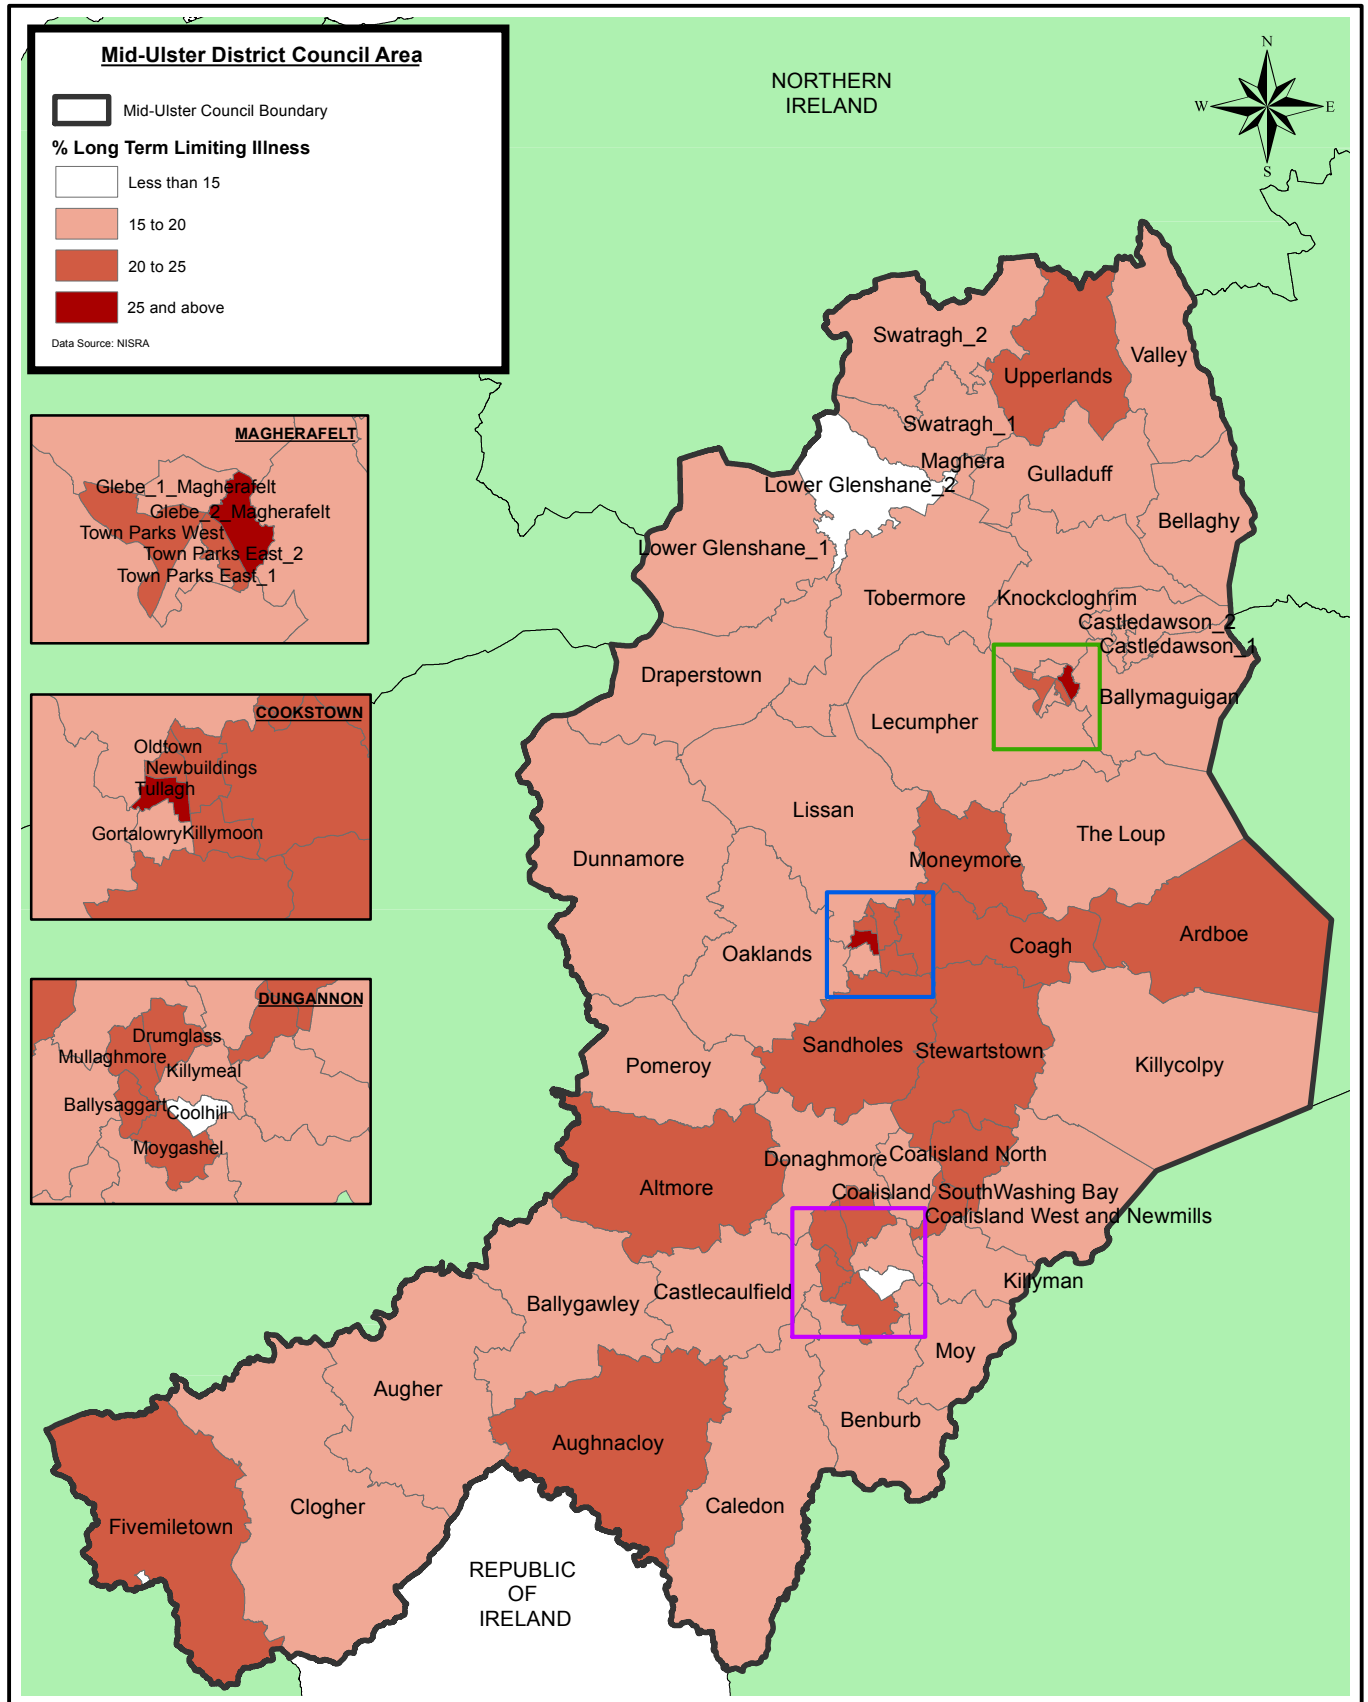 Mid-Ulster District Council Area
Mid-Ulster Council Boundary
% Long Term Limiting Illness
Less than 15
15 to 20
20 to 25
25 and above
Data Source: NISRA
NORTHERN
IRELAND
N
W
E
S
MAGHERAFELT
Glebe_1_Magherafelt
Glebe_2_Magherafelt
Town Parks West
Town Parks East_2
Town Parks East_1
COOKSTOWN
Oldtown
Newbuildings
Tullagh
Gortalowry
Killymoon
DUNGANNON
Drumglass
Mullaghmore
Killymeal
Ballysaggart
Coolhill
Moygashel
Swatragh_2
Valley
Upperlands
Swatragh_1
Maghera
Gulladuff
Lower Glenshane_2
Bellaghy
Lower Glenshane_1
Tobermore
Knockcloghrim
Castledawson_2
Castledawson_1
Draperstown
Ballymaguigan
Lecumpher
Lissan
The Loup
Dunnamore
Moneymore
Ardboe
Coagh
Oaklands
Sandholes
Stewartstown
Pomeroy
Killycolpy
Donaghmore
Coalisland North
Altmore
Coalisland South
Washing Bay
Coalisland West and Newmills
Killyman
Castlecaulfield
Ballygawley
Moy
Augher
Benburb
Aughnacloy
Clogher
Caledon
Fivemiletown
REPUBLIC
OF
IRELAND